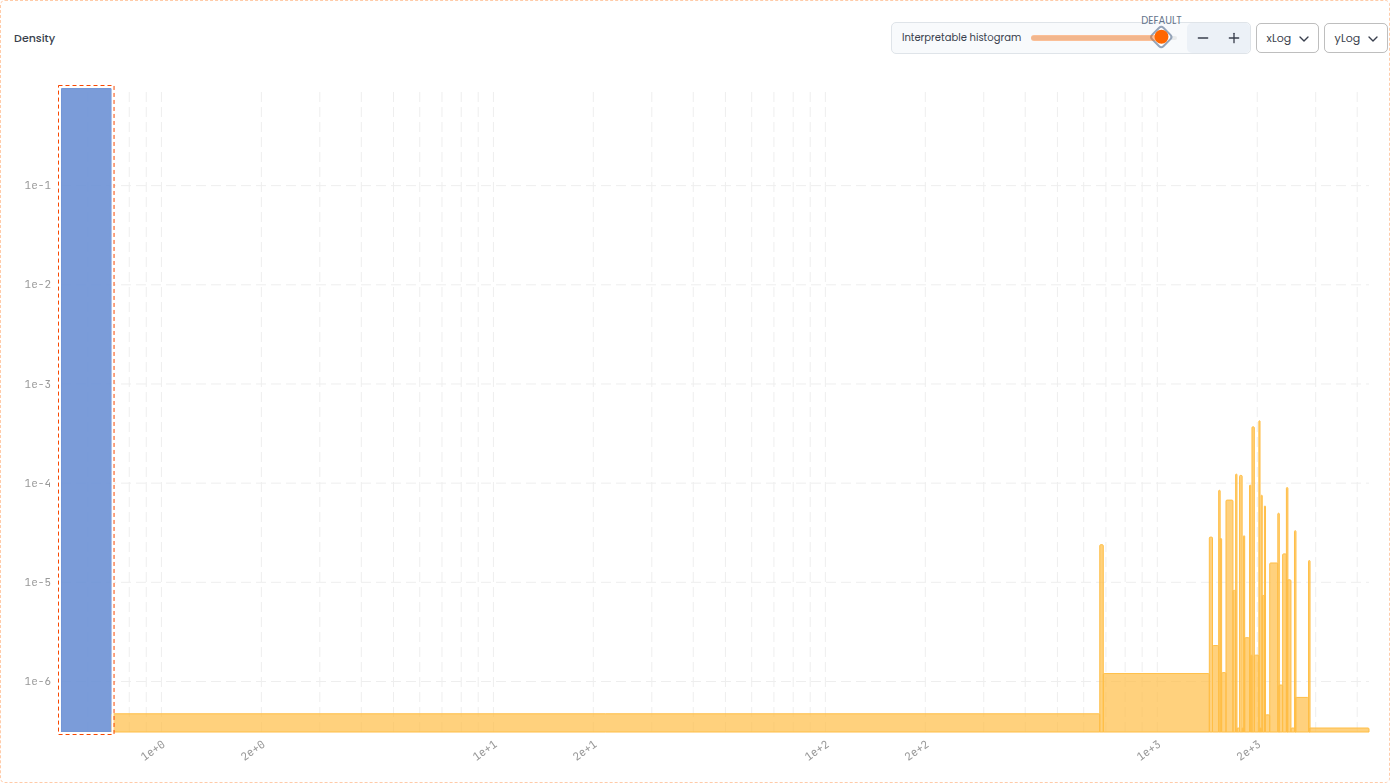 DEFAULT
Density
Interpretable histogram
− +
xLog
yLog
1e-1
1e-2
1e-3
1e-4
1e-5
1e-6
1e+0 2e+0 1e+1 2e+1 1e+2 2e+2 1e+3 2e+3